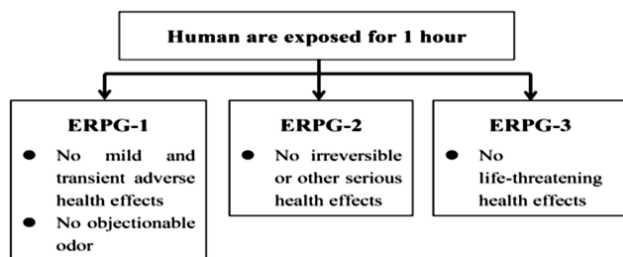 Human are exposed for 1 hour
ERPG-1
● No mild and
transient adverse
health effects
● No objectionable
odor
ERPG-2
● No irreversible
or other serious
health effects
ERPG-3
● No
life-threatening
health effects